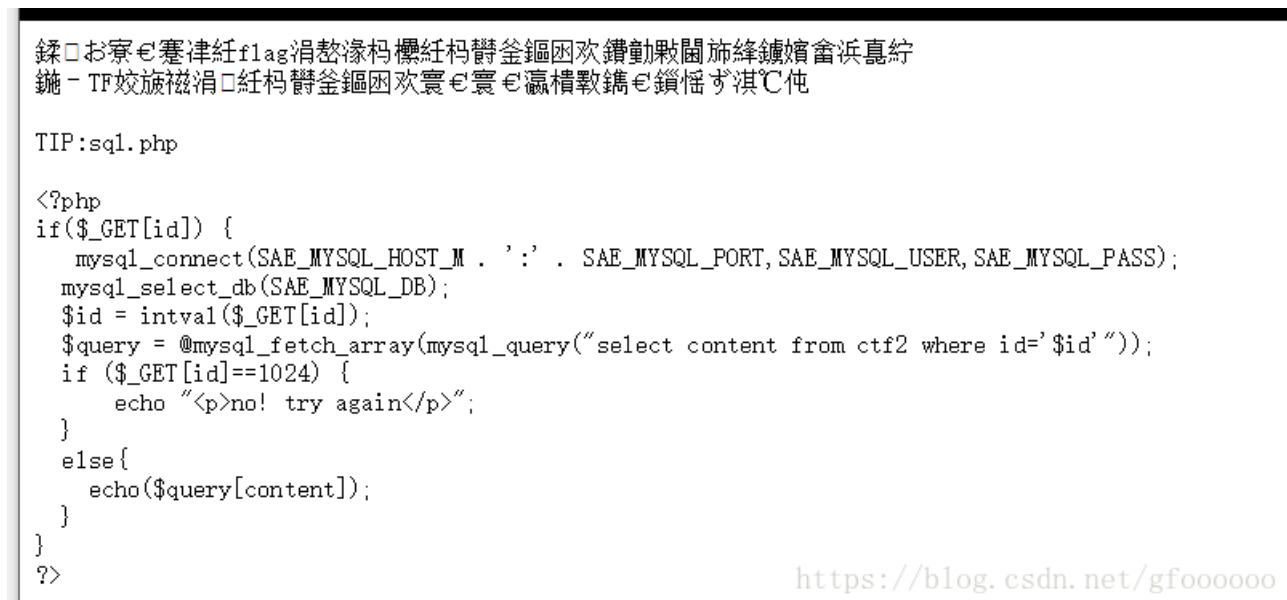 TIP:sql.php
<?php
if($_GET[id]) {
mysql_connect(SAE_MYSQL_HOST_M . ':' . SAE_MYSQL_PORT,SAE_MYSQL_USER,SAE_MYSQL_PASS);
mysql_select_db(SAE_MYSQL_DB);
$id = intval($_GET[id]);
$query = @mysql_fetch_array(mysql_query("select content from ctf2 where id='$id'"));
if ($_GET[id]==1024) {
echo "<p>no! try again</p>";
}
else{
echo($query[content]);
}
}
?>
https://blog.csdn.net/gfoooooo